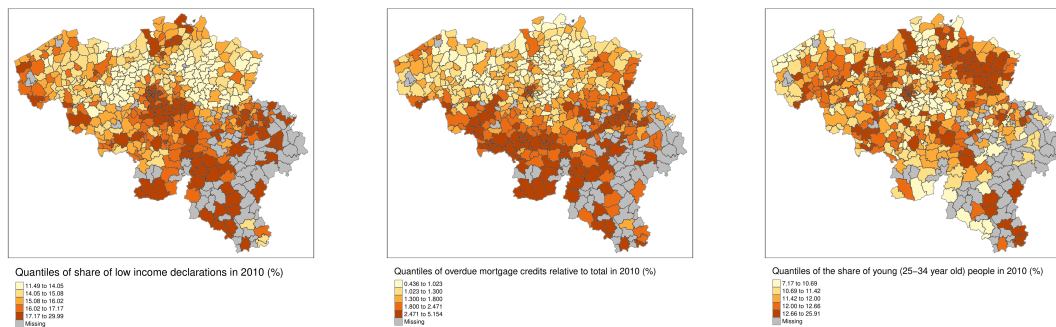 Quantiles of share of low income declarations in 2010 (%)
11.49 to 14.05
14.05 to 15.08
15.08 to 16.02
16.02 to 17.17
17.17 to 29.99
Missing
Quantiles of overdue mortgage credits relative to total in 2010 (%)
0.436 to 1.023
1.023 to 1.300
1.300 to 1.800
1.800 to 2.471
2.471 to 5.154
Missing
Quantiles of the share of young (25−34 year old) people in 2010 (%)
7.17 to 10.69
10.69 to 11.42
11.42 to 12.00
12.00 to 12.66
12.66 to 25.91
Missing